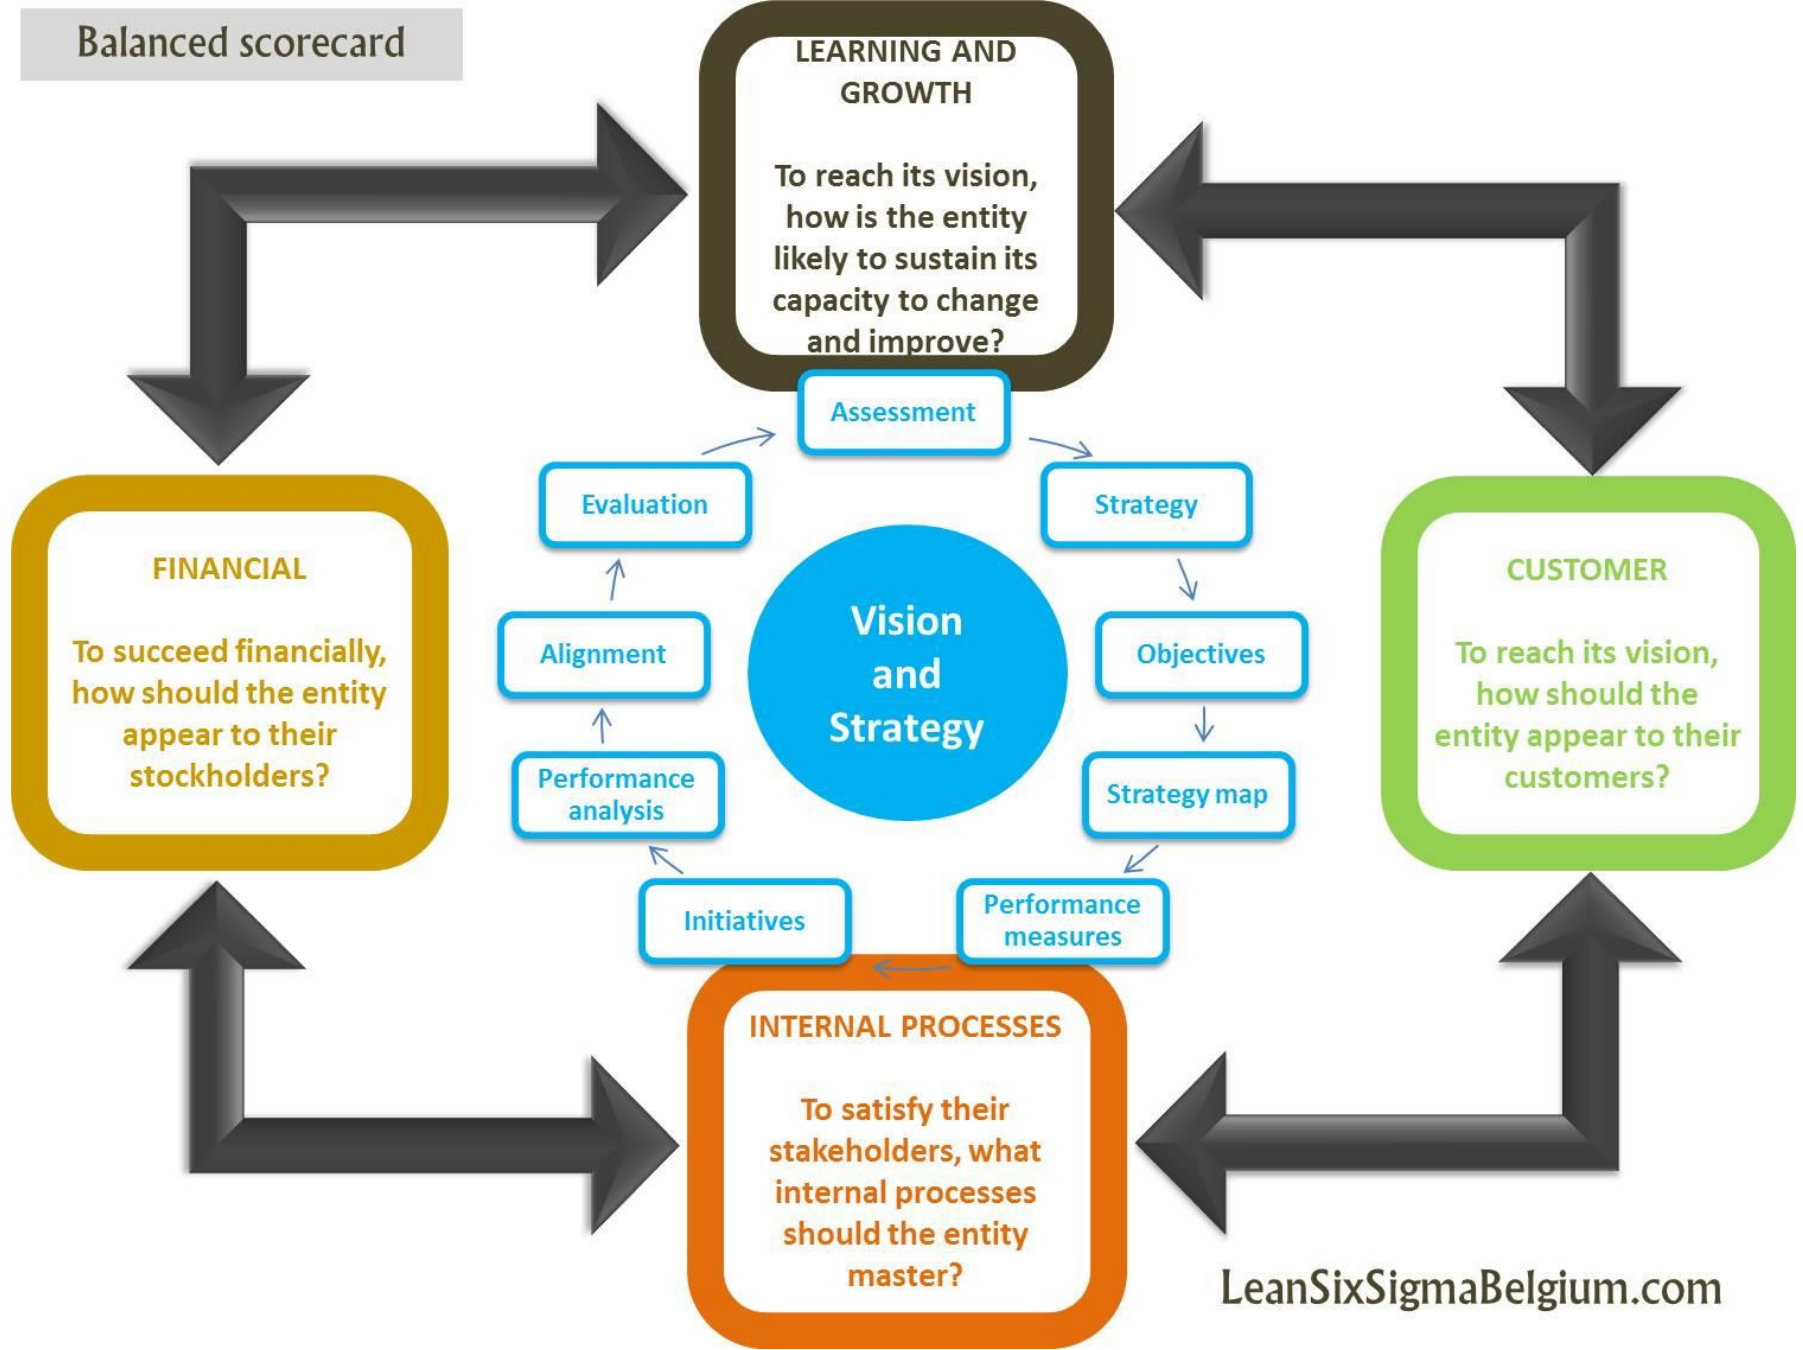 Balanced scorecard
LEARNING AND
GROWTH
To reach its vision,
how is the entity
likely to sustain its
capacity to change
and improve?
Assessment
Evaluation
Strategy
FINANCIAL
To succeed financially,
how should the entity
appear to their
stockholders?
Alignment
Vision
and
Strategy
Objectives
CUSTOMER
To reach its vision,
how should the
entity appear to their
customers?
Performance
analysis
Strategy map
Initiatives
Performance
measures
INTERNAL PROCESSES
To satisfy their
stakeholders, what
internal processes
should the entity
master?
LeanSixSigmaBelgium.com